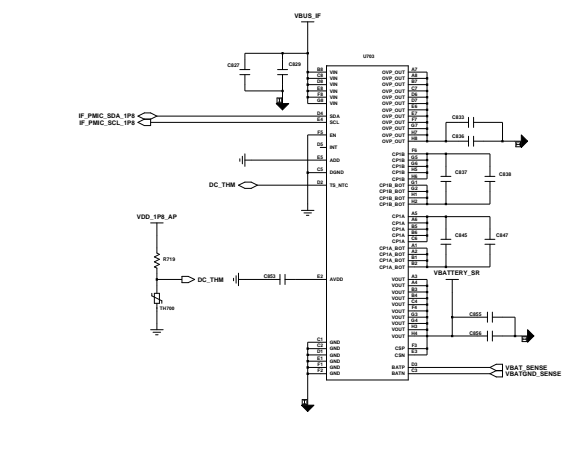 VBUS_IF
U703
C827
C829
B8 VIN
C8 VIN
D8 VIN
E8 VIN
F8 VIN
G8 VIN
IF_PMIC_SDA_1P8
D4 SDA
IF_PMIC_SCL_1P8
E4 SCL
F5 EN
D5 INT
E5 ADD
C5 DGND
DC_THM
D2 TS_NTC
VDD_1P8_AP
R719
DC_THM
TH700
C853
E2 AVDD
C1 GND
C2 GND
D1 GND
E1 GND
F1 GND
F2 GND
OVP_OUT A7
OVP_OUT A8
OVP_OUT B7
OVP_OUT C7
OVP_OUT D6
OVP_OUT D7
OVP_OUT E6
OVP_OUT E7
OVP_OUT F7
OVP_OUT G7
OVP_OUT H7
OVP_OUT H8
C833
C836
CP1B F6
CP1B G5
CP1B G6
CP1B H5
CP1B H6
CP1B_BOT G1
CP1B_BOT G2
CP1B_BOT H1
CP1B_BOT H2
C837
C838
CP1A A5
CP1A A6
CP1A B5
CP1A B6
CP1A C6
CP1A_BOT A1
CP1A_BOT A2
CP1A_BOT B1
CP1A_BOT B2
C845
C847
VBATTERY_SR
VOUT A3
VOUT A4
VOUT B3
VOUT B4
VOUT C4
VOUT F4
VOUT G3
VOUT G4
VOUT H3
VOUT H4
C855
C856
CSP F3
CSN E3
BATP D3
VBAT_SENSE
BATN C3
VBATGND_SENSE